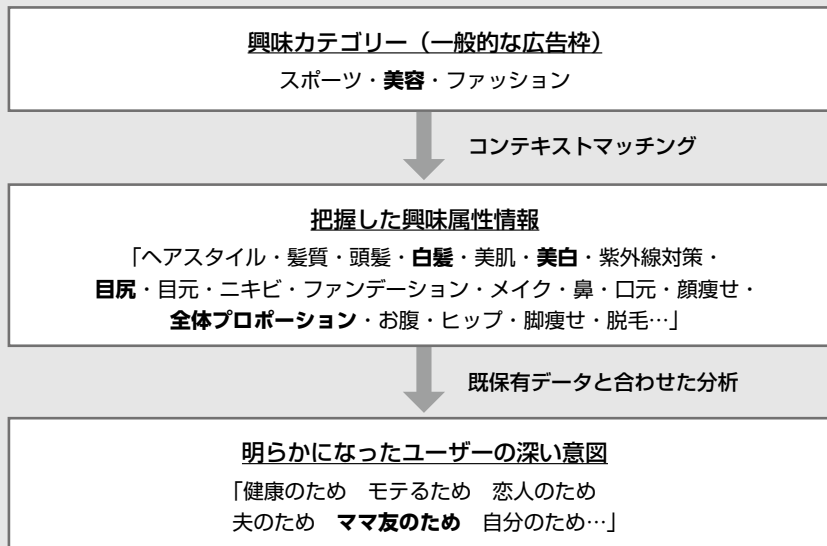 興味カテゴリー（一般的な広告枠）
スポーツ・美容・ファッション
コンテキストマッチング
把握した興味属性情報
「ヘアスタイル・髪質・頭髪・白髪・美肌・美白・紫外線対策・
目尻・目元・ニキビ・ファンデーション・メイク・鼻・口元・顔痩せ・
全体プロポーション・お腹・ヒップ・脚痩せ・脱毛…」
既保有データと合わせた分析
明らかになったユーザーの深い意図
「健康のため　モテるため　恋人のため
夫のため　ママ友のため　自分のため…」